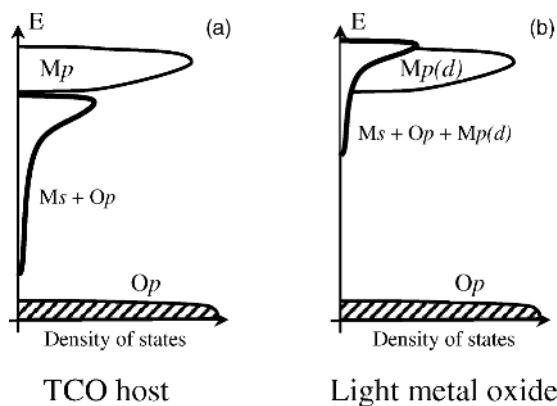 E
(a)
Mp
Ms + Op
Op
Density of states
TCO host
E
(b)
Mp(d)
Ms + Op + Mp(d)
Op
Density of states
Light metal oxide